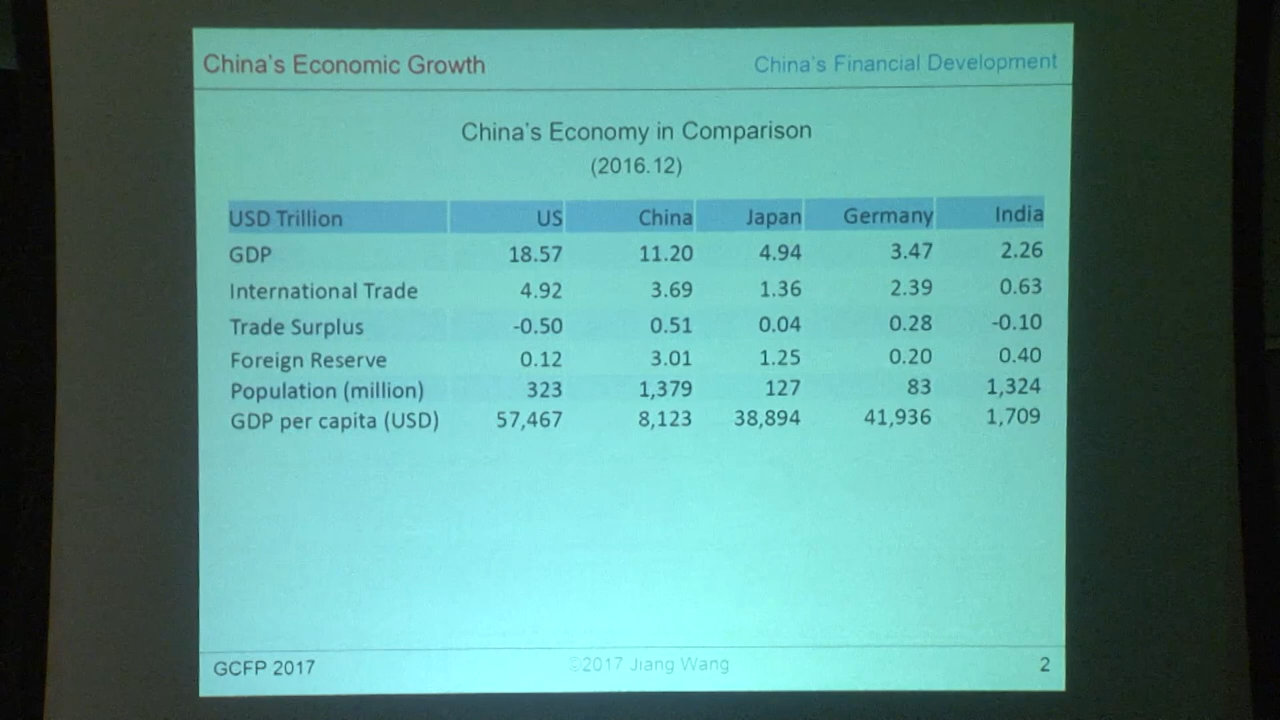 China's Economic Growth China's Financial Development
China's Economy in Comparison
(2016.12)
USD Trillion US China Japan Germany India
GDP 18.57 11.20 4.94 3.47 2.26
International Trade 4.92 3.69 1.36 2.39 0.63
Trade Surplus -0.50 0.51 0.04 0.28 -0.10
Foreign Reserve 0.12 3.01 1.25 0.20 0.40
Population (million) 323 1,379 127 83 1,324
GDP per capita (USD) 57,467 8,123 38,894 41,936 1,709
GCFP 2017 ©2017 Jiang Wang 2